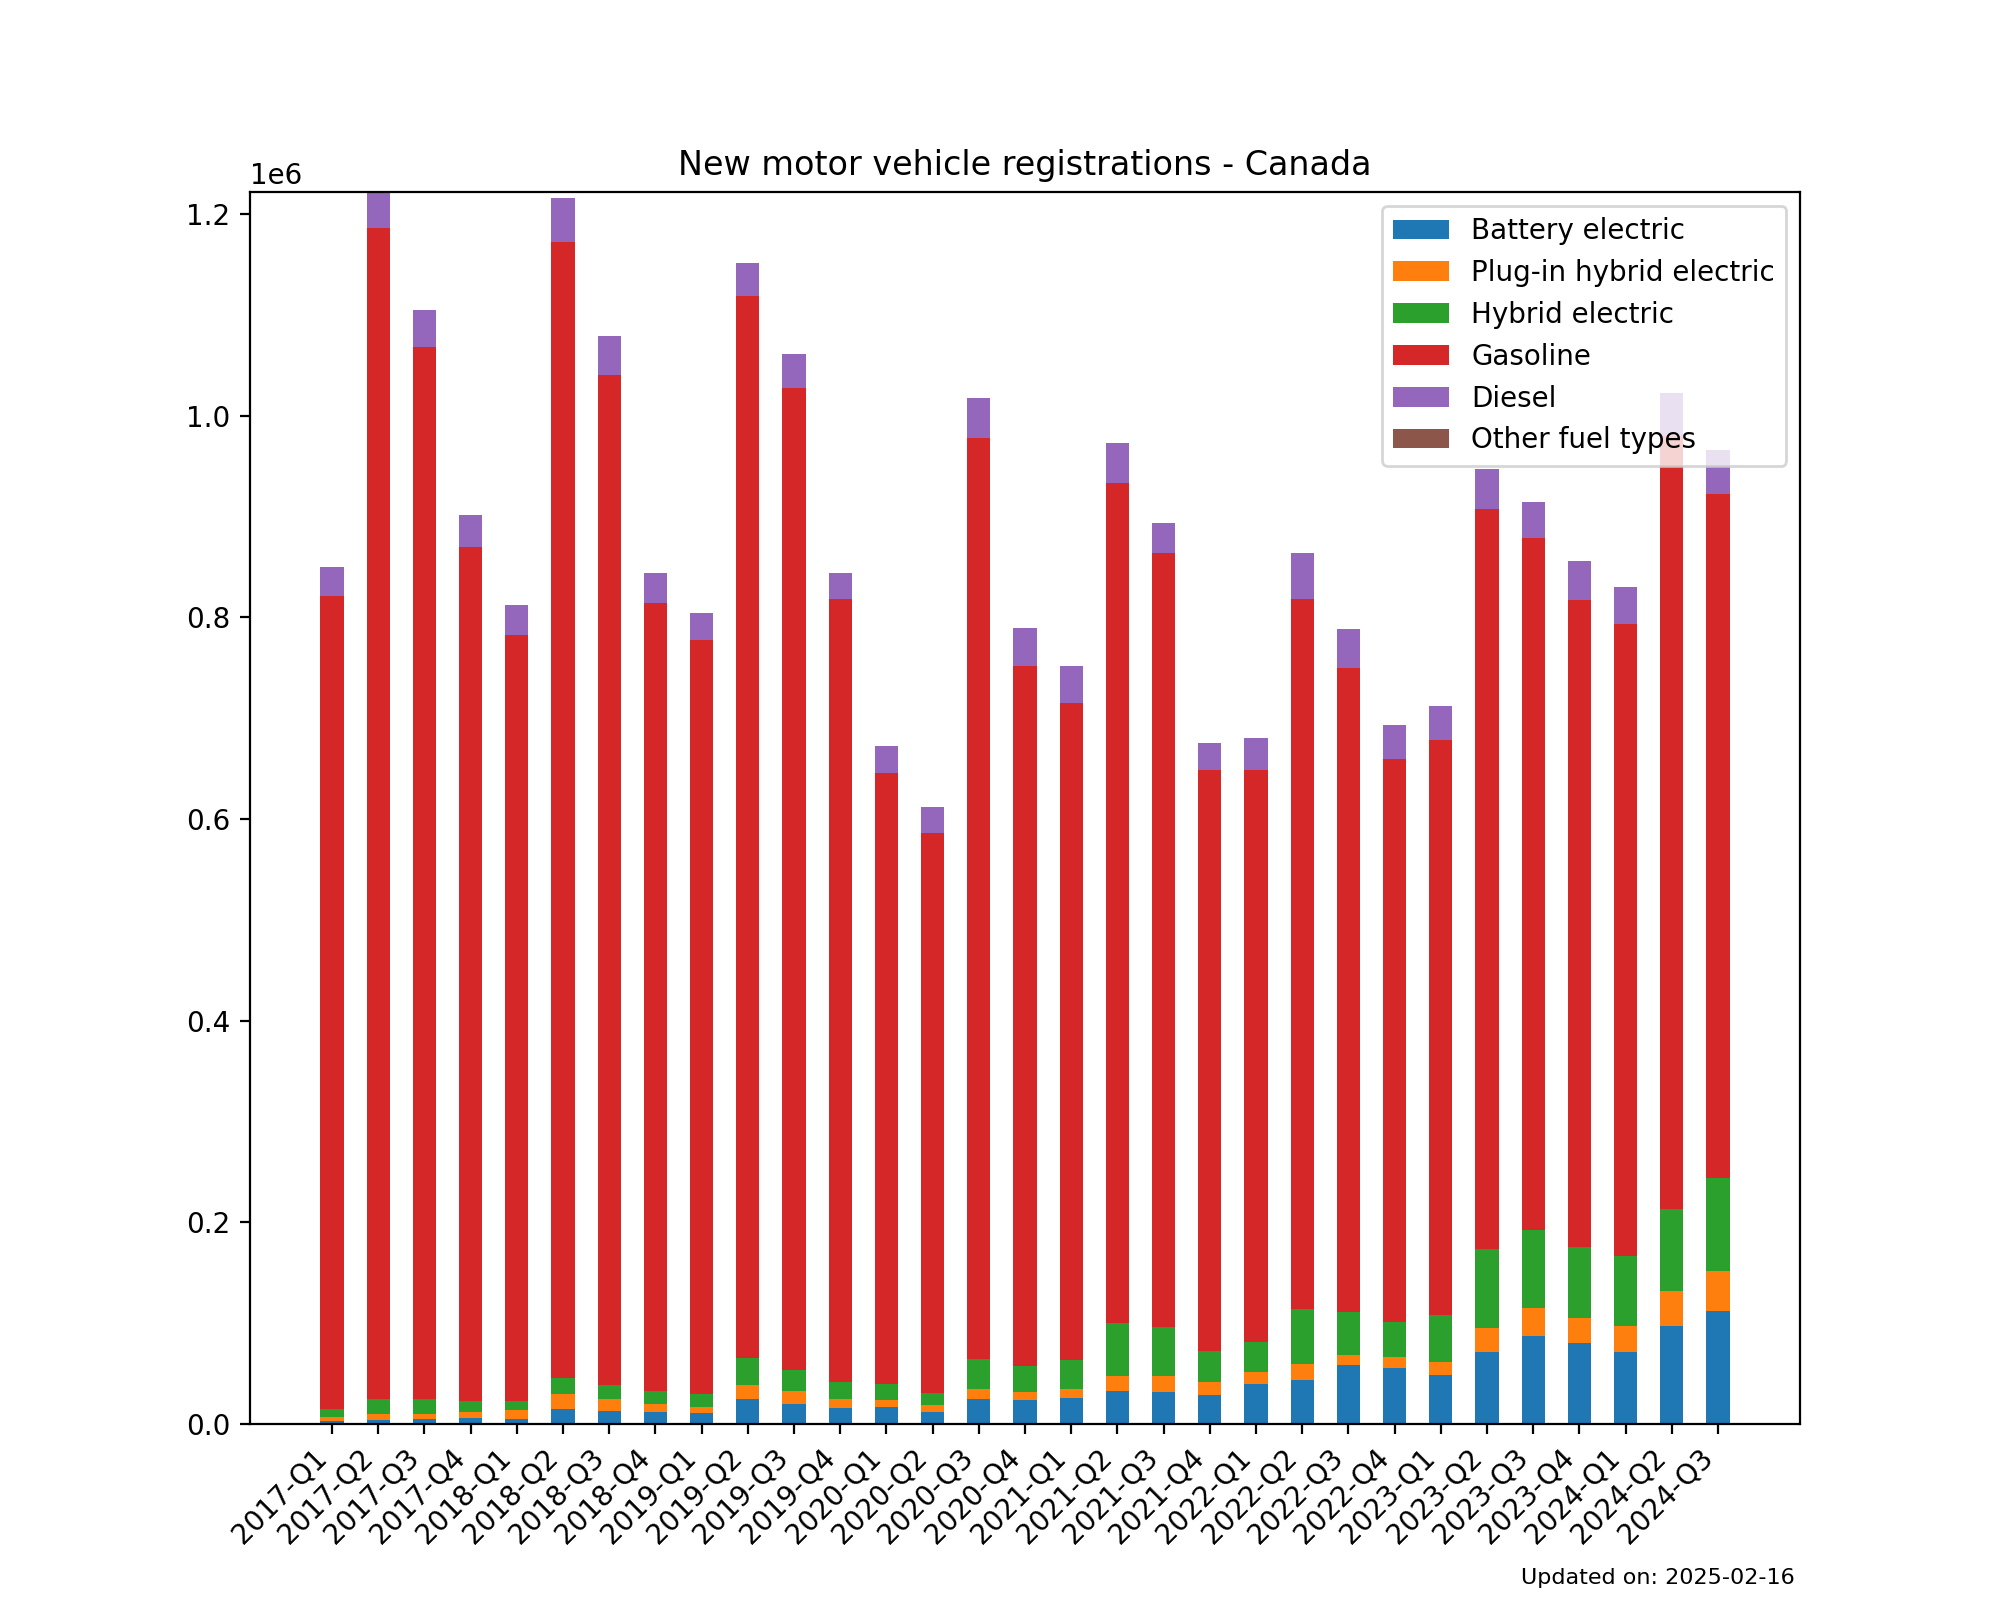 New motor vehicle registrations - Canada
1e6
1.2
1.0
0.8
0.6
0.4
0.2
0.0
Battery electric
Plug-in hybrid electric
Hybrid electric
Gasoline
Diesel
Other fuel types
2017-Q1
2017-Q2
2017-Q3
2017-Q4
2018-Q1
2018-Q2
2018-Q3
2018-Q4
2019-Q1
2019-Q2
2019-Q3
2019-Q4
2020-Q1
2020-Q2
2020-Q3
2020-Q4
2021-Q1
2021-Q2
2021-Q3
2021-Q4
2022-Q1
2022-Q2
2022-Q3
2022-Q4
2023-Q1
2023-Q2
2023-Q3
2023-Q4
2024-Q1
2024-Q2
2024-Q3
Updated on: 2025-02-16